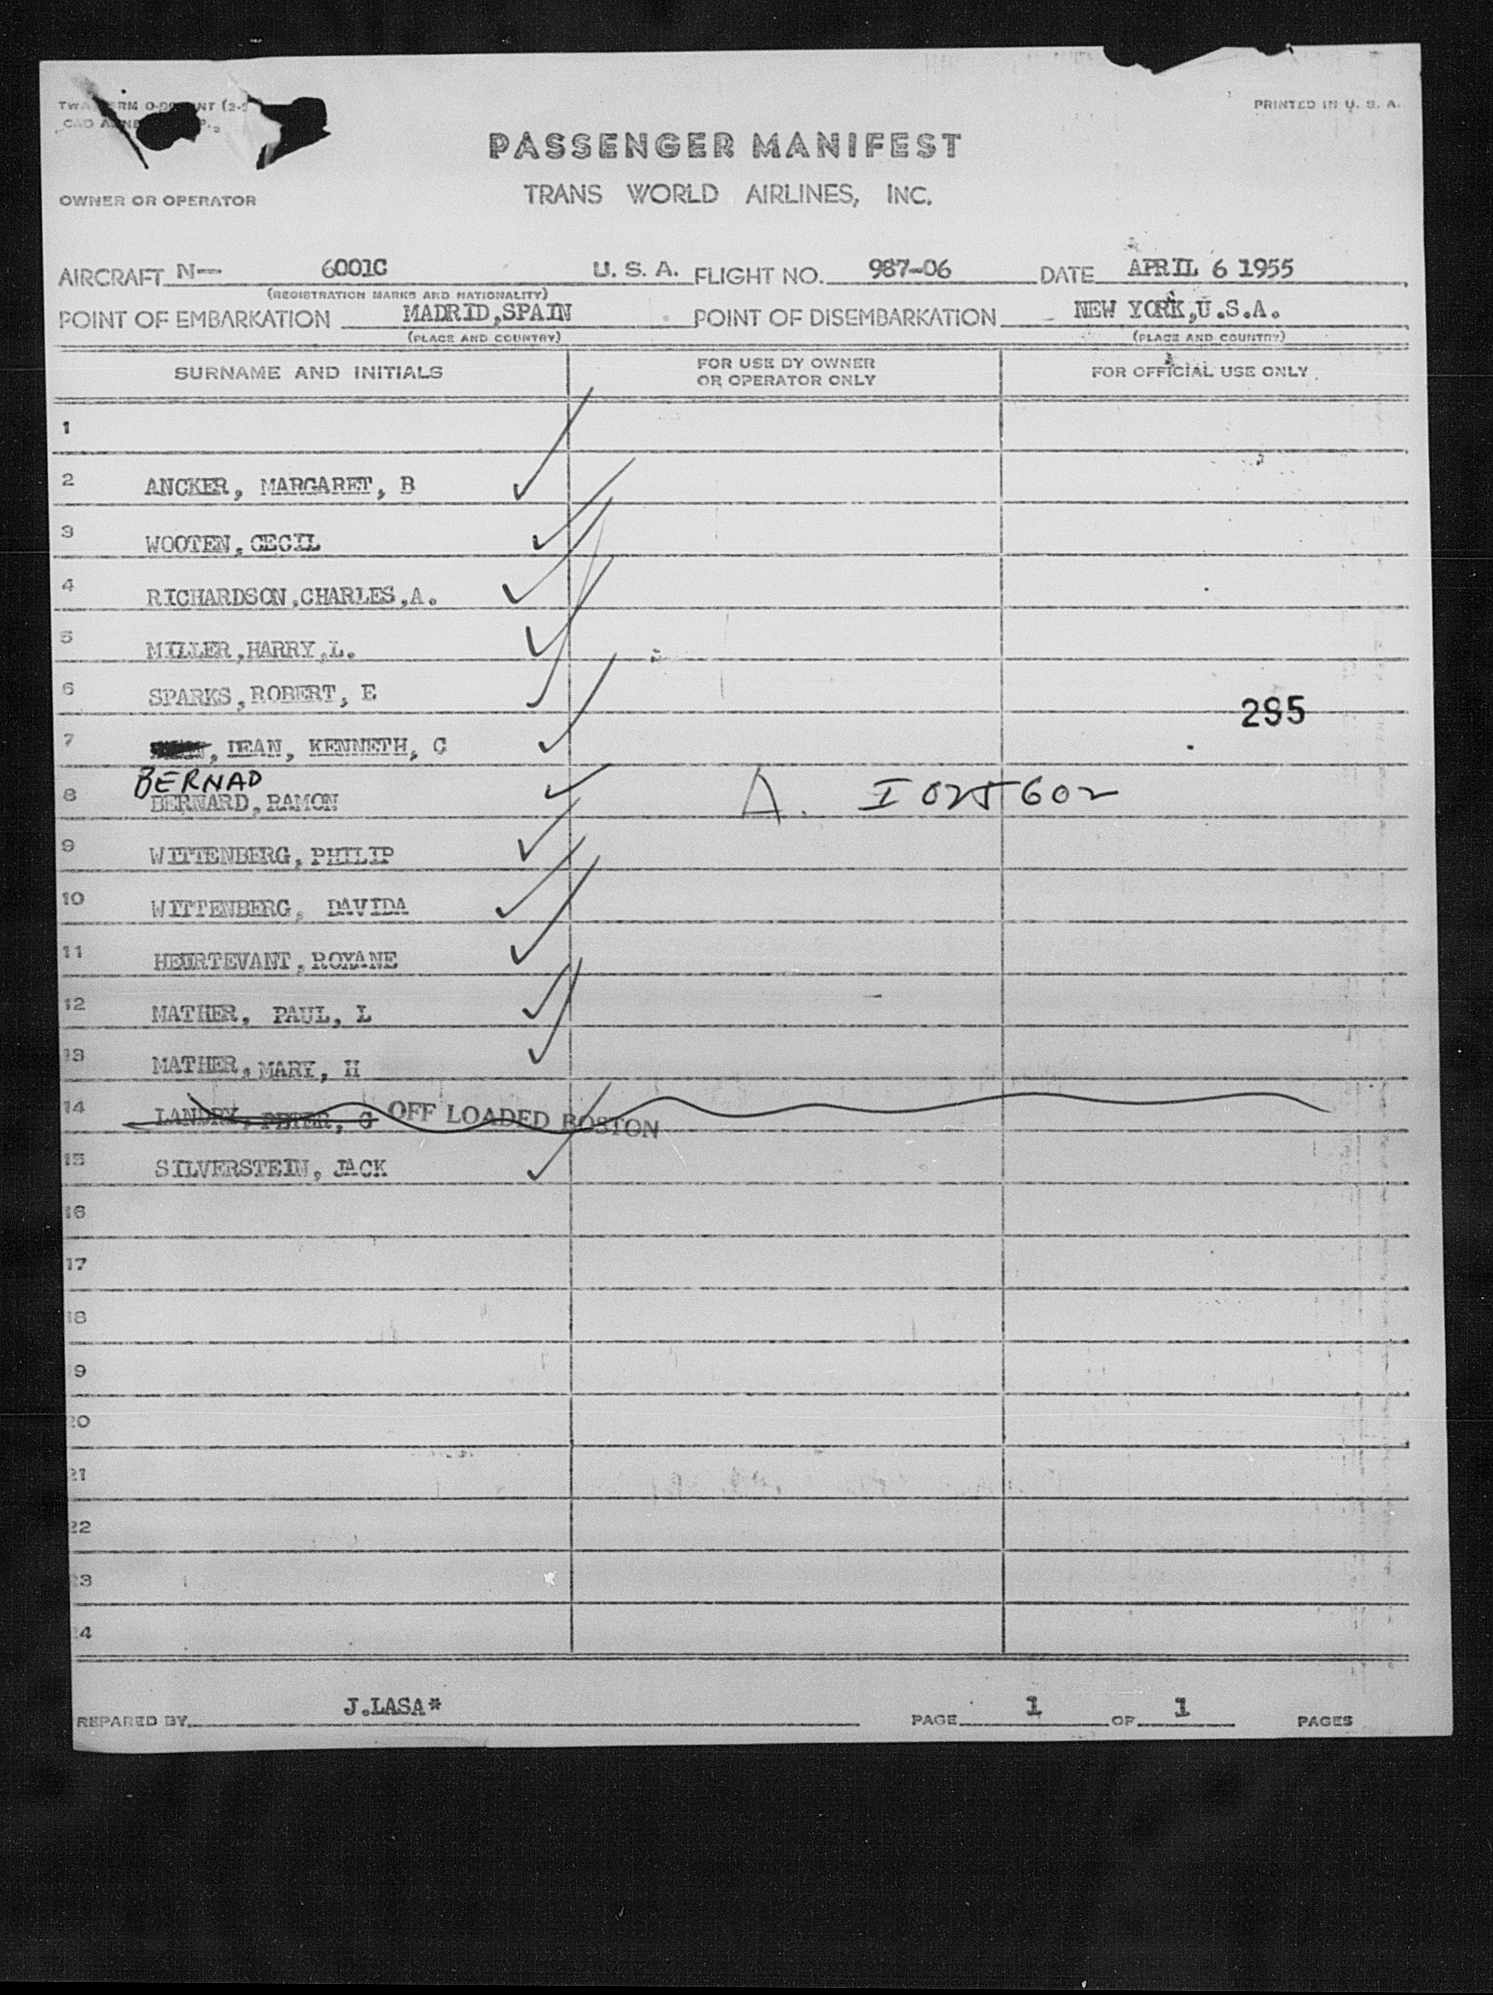 PRINTED IN U. S. A.
PASSENGER MANIFEST
TRANS WORLD AIRLINES, INC.
OWNER OR OPERATOR
AIRCRAFT N— 6001C U. S. A. FLIGHT NO. 987-06 DATE APRIL 6 1955
(REGISTRATION MARKS AND NATIONALITY)
POINT OF EMBARKATION MADRID,SPAIN POINT OF DISEMBARKATION NEW YORK,U.S.A.
(PLACE AND COUNTRY) (PLACE AND COUNTRY)
SURNAME AND INITIALS FOR USE BY OWNER OR OPERATOR ONLY FOR OFFICIAL USE ONLY
1
2 ANCKER, MARGARET, B
3 WOOTEN, CECIL
4 RICHARDSON,CHARLES,A.
5 MILLER,HARRY,L.
6 SPARKS,ROBERT, E
295
7 , DEAN, KENNETH, C
BERNAD
8 BERNARD, RAMON A. I 025602
9 WITTENBERG, PHILIP
10 WITTENBERG, DAVIDA
11 HEURTEVANT, ROXANE
12 MATHER, PAUL, L
13 MATHER, MARY, H
14 LANDRY, PETER, G OFF LOADED BOSTON
15 SILVERSTEIN, JACK
16
17
18
19
20
21
22
23
24
PREPARED BY J.LASA* PAGE 1 OF 1 PAGES